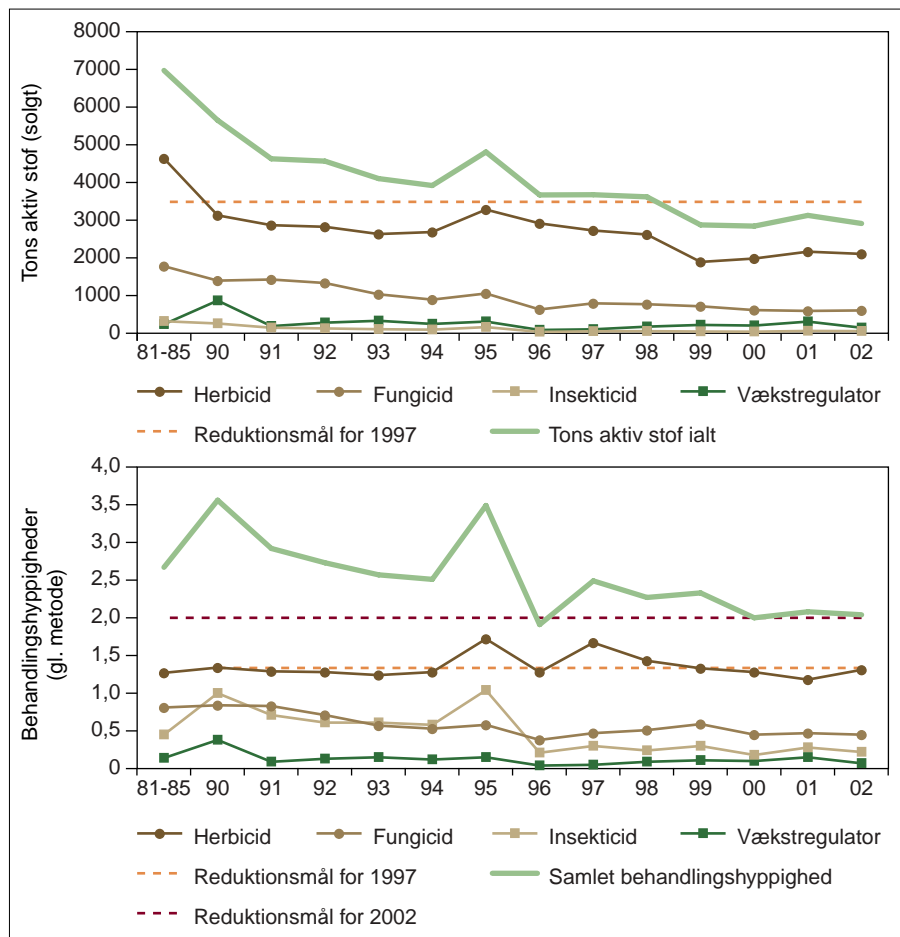 8000
7000
6000
5000
4000
3000
2000
1000
0
Tons aktiv stof (solgt)
81-85 90 91 92 93 94 95 96 97 98 99 00 01 02
Herbicid Fungicid Insekticid Vækstregulator
Reduktionsmål for 1997 Tons aktiv stof ialt
4,0
3,5
3,0
2,5
2,0
1,5
1,0
0,5
0
Behandlingshyppigheder
(gl. metode)
81-85 90 91 92 93 94 95 96 97 98 99 00 01 02
Herbicid Fungicid Insekticid Vækstregulator
Reduktionsmål for 1997 Samlet behandlingshyppighed
Reduktionsmål for 2002